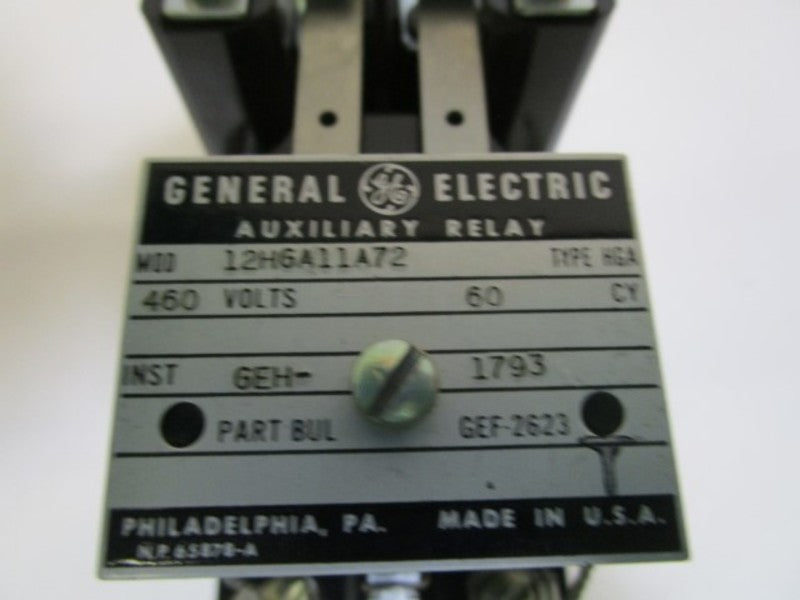 GENERAL GE ELECTRIC
AUXILIARY RELAY
MOD 12HGA11A72 TYPE HGA
460 VOLTS 60 CY
INST GEH- 1793
PART BUL GEF-2623
PHILADELPHIA, PA. MADE IN U.S.A.
N.P. 65878-A